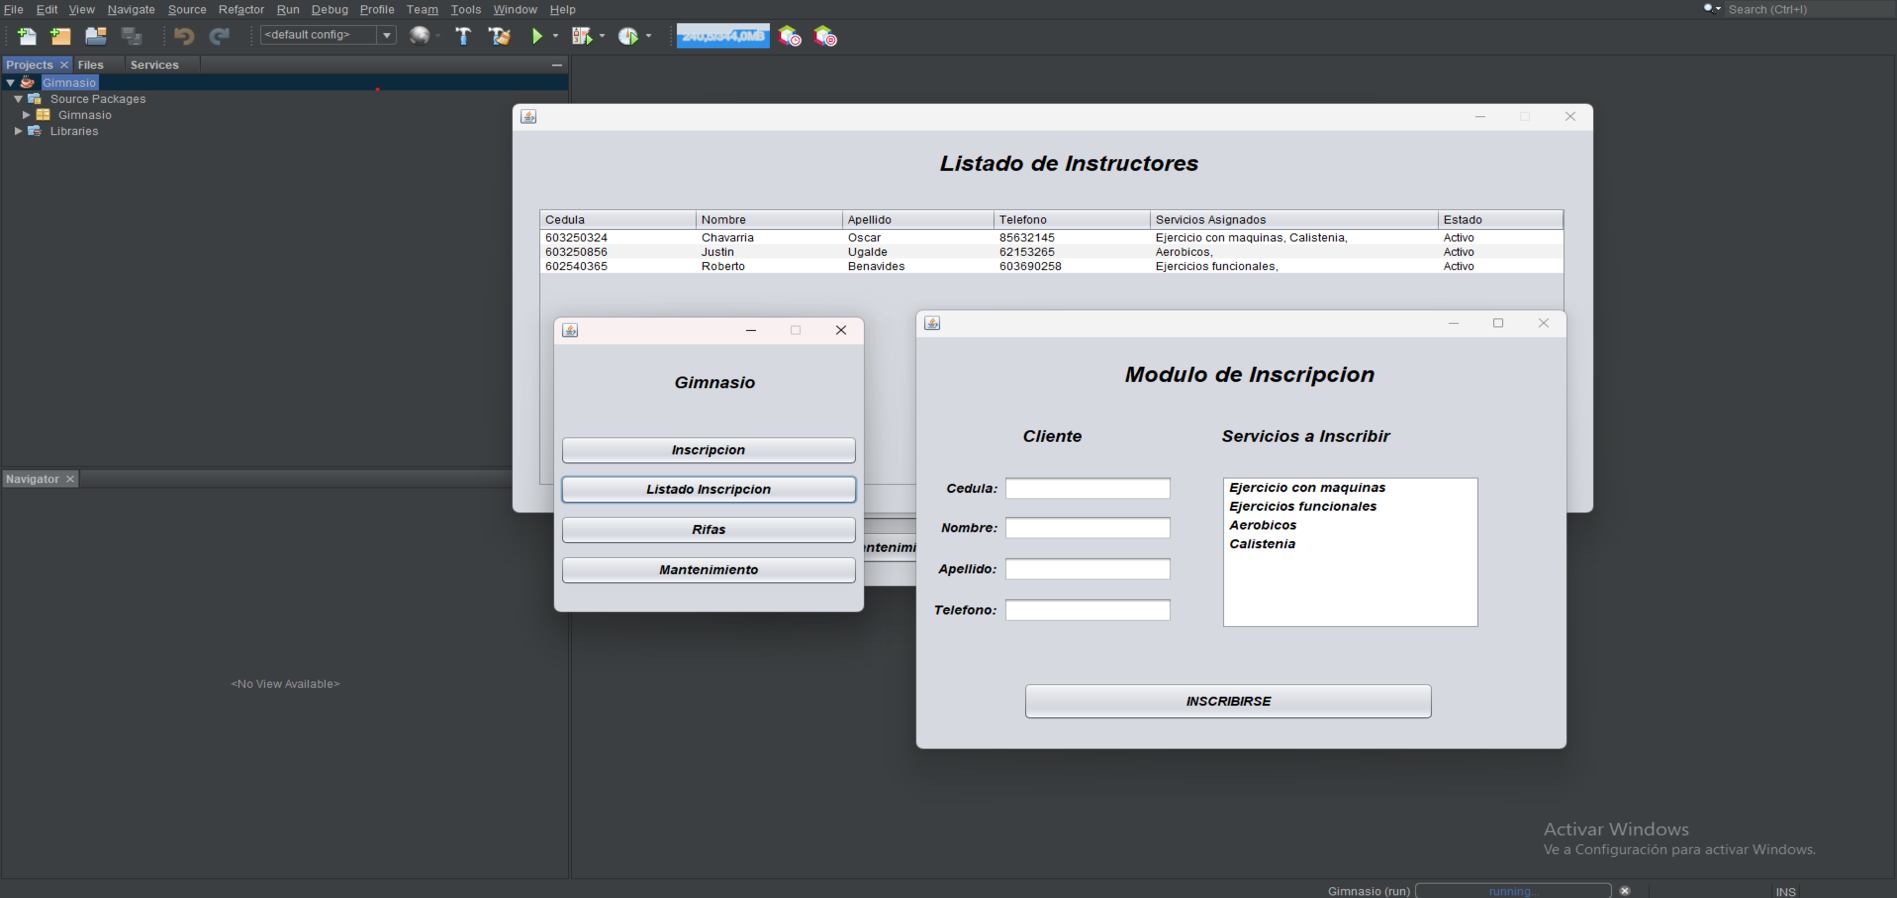 File Edit View Navigate Source Refactor Run Debug Profile Team Tools Window Help
Search (Ctrl+I)
<default config>
Projects Files Services
Gimnasio
Source Packages
Gimnasio
Libraries
Navigator
<No View Available>
Listado de Instructores
Cedula Nombre Apellido Telefono Servicios Asignados Estado
603250324 Chavarria Oscar 85632145 Ejercicio con maquinas, Calistenia, Activo
603250856 Justin Ugalde 62153265 Aerobicos, Activo
602540365 Roberto Benavides 603690258 Ejercicios funcionales, Activo
Gimnasio
Inscripcion
Listado Inscripcion
Rifas
Mantenimiento
Modulo de Inscripcion
Cliente
Servicios a Inscribir
Cedula:
Nombre:
Apellido:
Telefono:
Ejercicio con maquinas
Ejercicios funcionales
Aerobicos
Calistenia
INSCRIBIRSE
Activar Windows
Ve a Configuración para activar Windows.
Gimnasio (run) running... INS